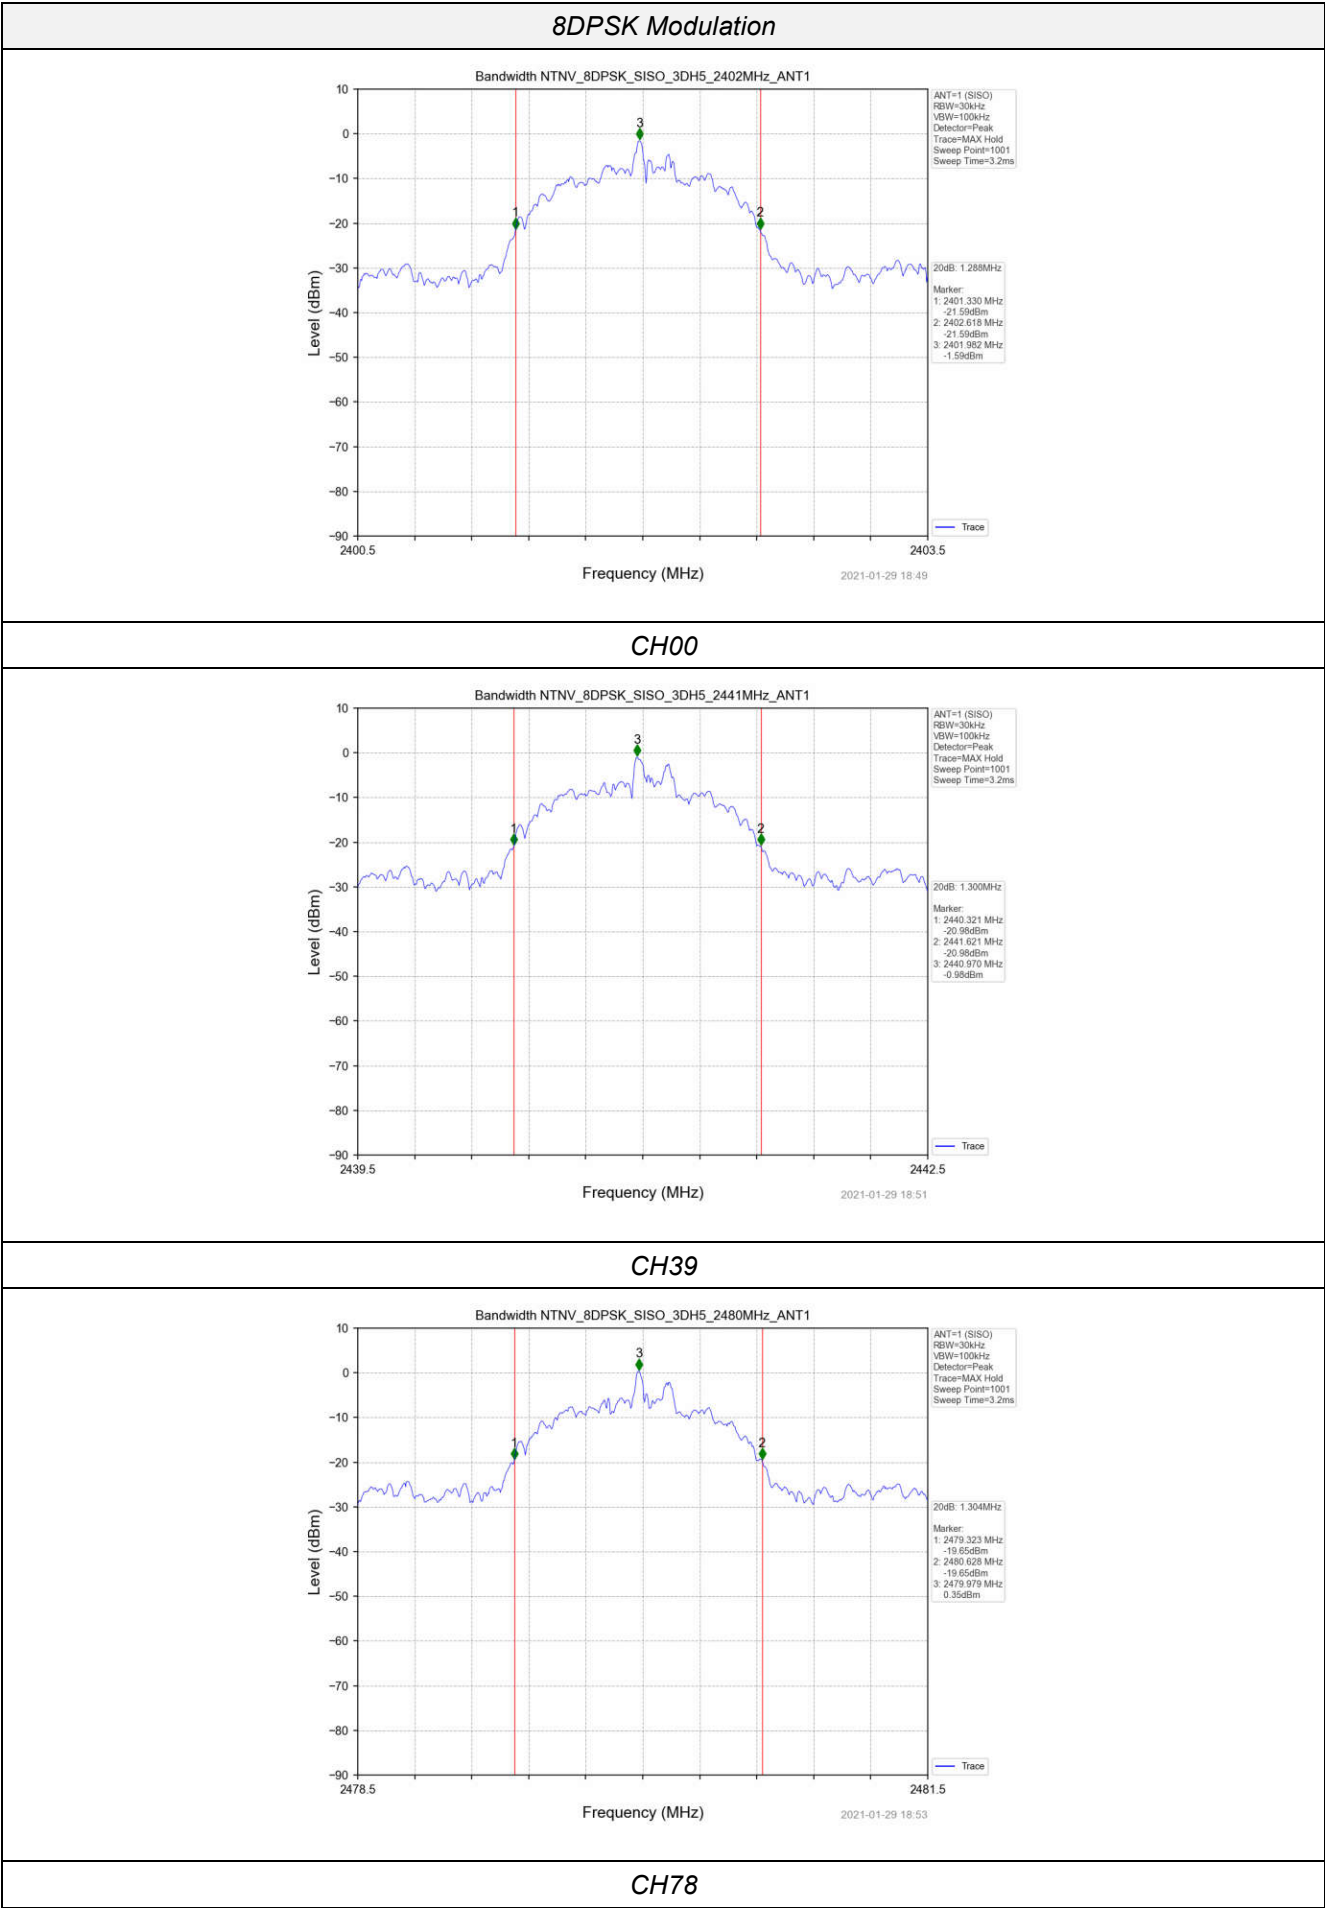 8DPSK Modulation
Bandwidth NTNV_8DPSK_SISO_3DH5_2402MHz_ANT1
10
0
−10
−20
−30
−40
−50
−60
−70
−80
−90
Level (dBm)
3
1
2
ANT=1 (SISO)
RBW=30kHz
VBW=100kHz
Detector=Peak
Trace=MAX Hold
Sweep Point=1001
Sweep Time=3.2ms
20dB: 1.288MHz
Marker:
1: 2401.330 MHz
-21.59dBm
2: 2402.618 MHz
-21.59dBm
3: 2401.982 MHz
-1.59dBm
Trace
2400.5
2403.5
Frequency (MHz)
2021-01-29 18:49
CH00
Bandwidth NTNV_8DPSK_SISO_3DH5_2441MHz_ANT1
10
0
−10
−20
−30
−40
−50
−60
−70
−80
−90
Level (dBm)
3
1
2
ANT=1 (SISO)
RBW=30kHz
VBW=100kHz
Detector=Peak
Trace=MAX Hold
Sweep Point=1001
Sweep Time=3.2ms
20dB: 1.300MHz
Marker:
1: 2440.321 MHz
-20.98dBm
2: 2441.621 MHz
-20.98dBm
3: 2440.970 MHz
-0.98dBm
Trace
2439.5
2442.5
Frequency (MHz)
2021-01-29 18:51
CH39
Bandwidth NTNV_8DPSK_SISO_3DH5_2480MHz_ANT1
10
0
−10
−20
−30
−40
−50
−60
−70
−80
−90
Level (dBm)
3
1
2
ANT=1 (SISO)
RBW=30kHz
VBW=100kHz
Detector=Peak
Trace=MAX Hold
Sweep Point=1001
Sweep Time=3.2ms
20dB: 1.304MHz
Marker:
1: 2479.323 MHz
-19.65dBm
2: 2480.628 MHz
-19.65dBm
3: 2479.979 MHz
0.35dBm
Trace
2478.5
2481.5
Frequency (MHz)
2021-01-29 18:53
CH78